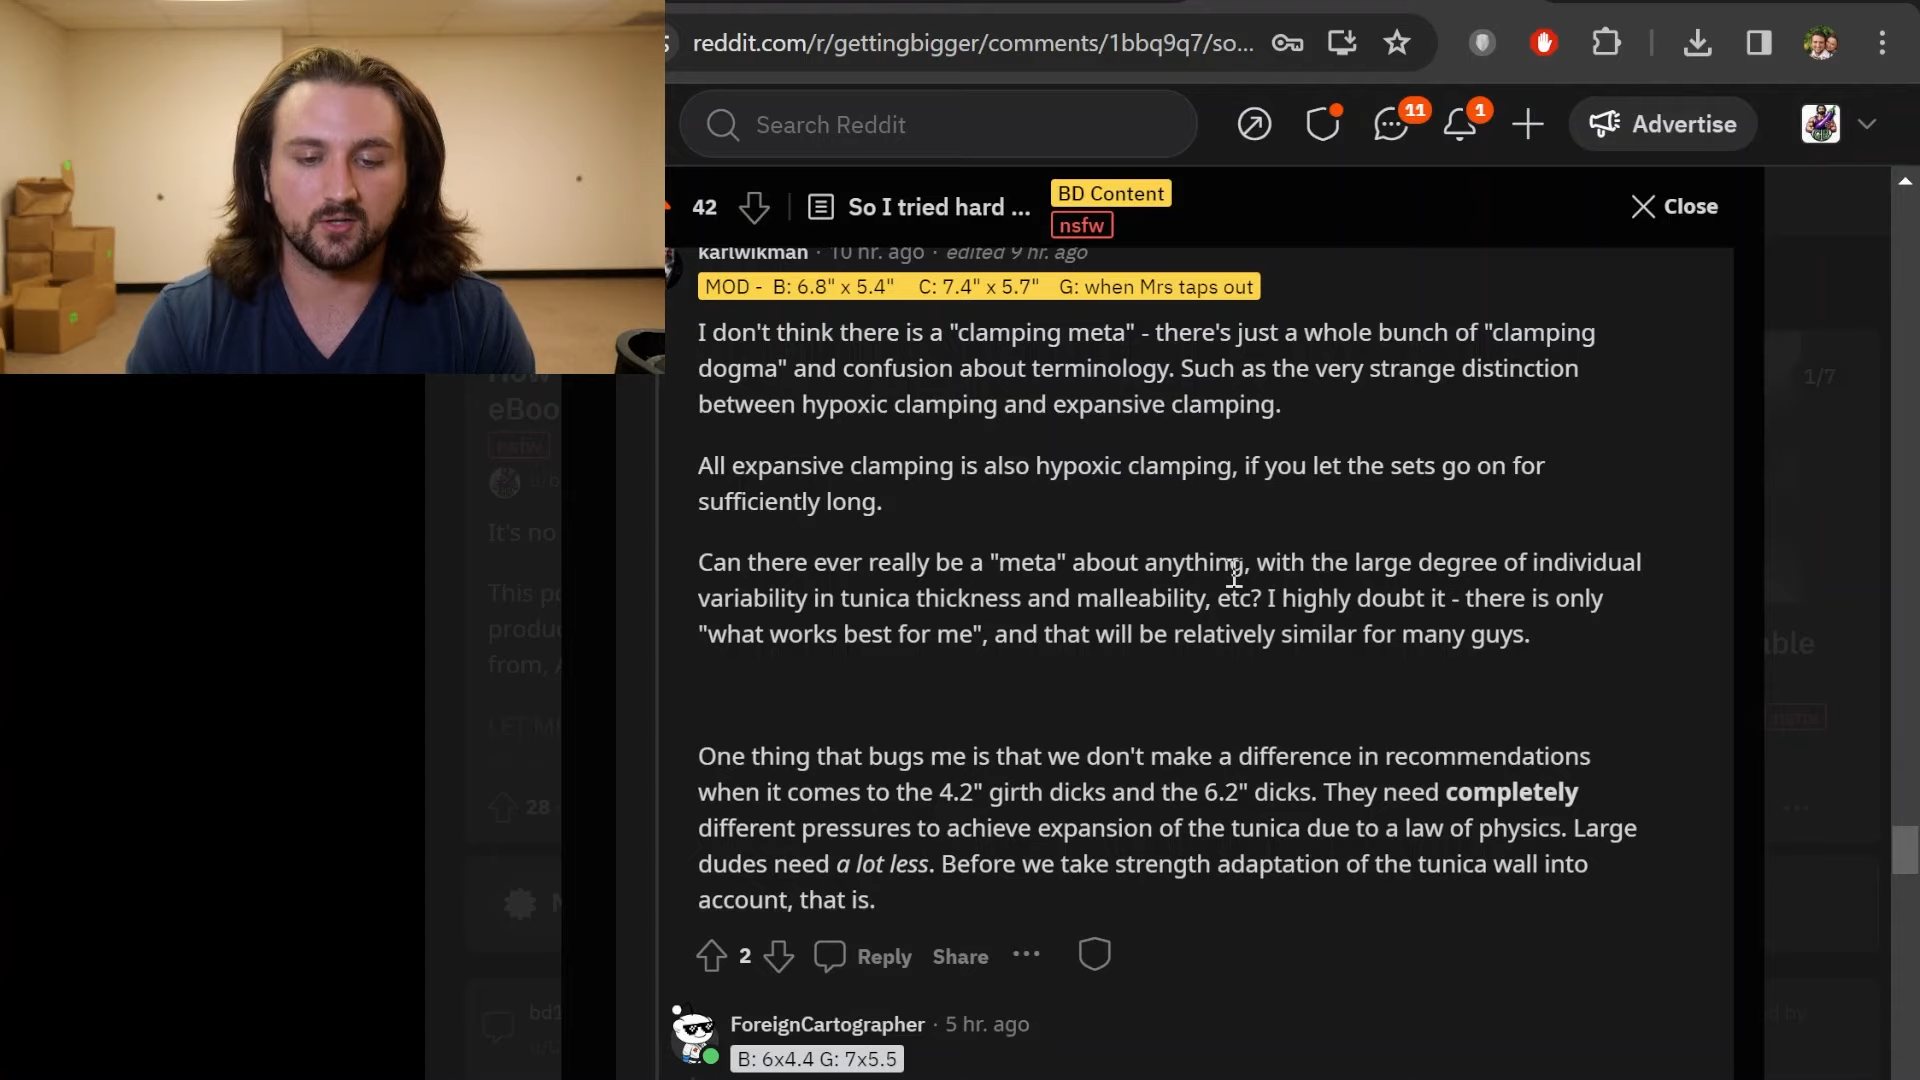 reddit.com/r/gettingbigger/comments/1bbq9q7/so...
Search Reddit
11
1
Advertise
42
So I tried hard ...
BD Content
nsfw
Close
karlwikman · 10 hr. ago · edited 9 hr. ago
MOD - B: 6.8" x 5.4" C: 7.4" x 5.7" G: when Mrs taps out
I don't think there is a "clamping meta" - there's just a whole bunch of "clamping
dogma" and confusion about terminology. Such as the very strange distinction
between hypoxic clamping and expansive clamping.
All expansive clamping is also hypoxic clamping, if you let the sets go on for
sufficiently long.
Can there ever really be a "meta" about anything, with the large degree of individual
variability in tunica thickness and malleability, etc? I highly doubt it - there is only
"what works best for me", and that will be relatively similar for many guys.
One thing that bugs me is that we don't make a difference in recommendations
when it comes to the 4.2" girth dicks and the 6.2" dicks. They need completely
different pressures to achieve expansion of the tunica due to a law of physics. Large
dudes need a lot less. Before we take strength adaptation of the tunica wall into
account, that is.
2
Reply
Share
ForeignCartographer · 5 hr. ago
B: 6x4.4 G: 7x5.5
eBoo
nsfw
It's no
This po
produ
from, A
28
1/7
nsfw